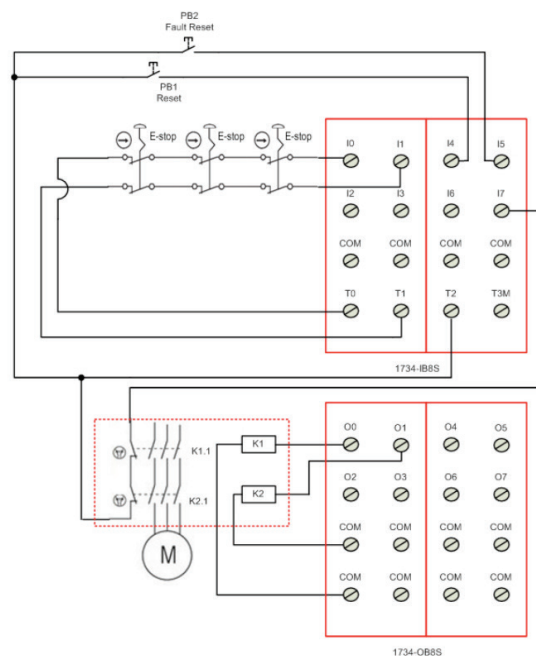 PB2
Fault Reset
PB1
Reset
E-stop E-stop E-stop
I0 I1 I4 I5
I2 I3 I6 I7
COM COM COM COM
T0 T1 T2 T3M
1734-IB8S
K1.1 K1 O0 O1 O4 O5
K2.1 K2 O2 O3 O6 O7
COM COM COM COM
M
COM COM COM COM
1734-OB8S